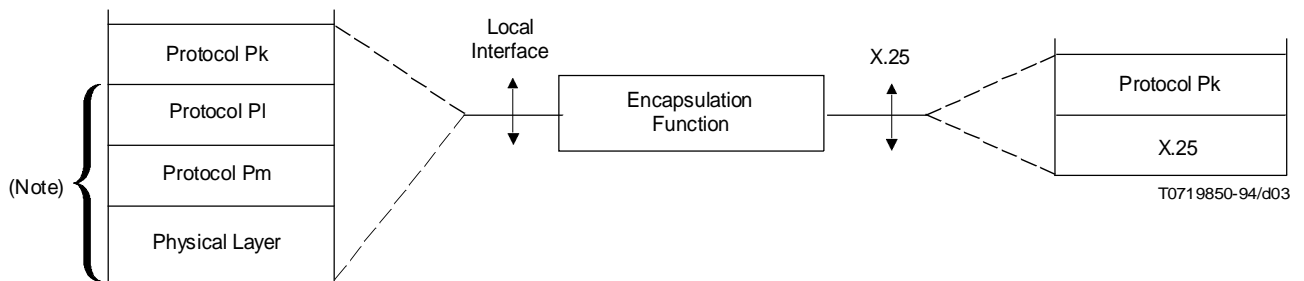 Protocol Pk
Protocol Pl
Protocol Pm
Physical Layer
(Note)
Local
Interface
Encapsulation
Function
X.25
Protocol Pk
X.25
T0719850-94/d03